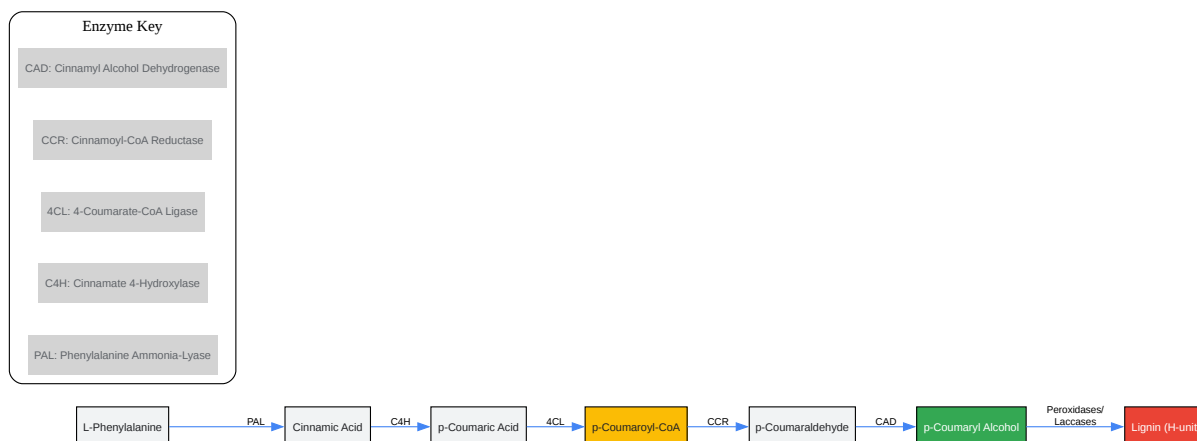 Enzyme Key
CAD: Cinnamyl Alcohol Dehydrogenase
CCR: Cinnamoyl-CoA Reductase
4CL: 4-Coumarate-CoA Ligase
C4H: Cinnamate 4-Hydroxylase
PAL: Phenylalanine Ammonia-Lyase
L-Phenylalanine
PAL
Cinnamic Acid
C4H
p-Coumaric Acid
4CL
p-Coumaroyl-CoA
CCR
p-Coumaraldehyde
CAD
p-Coumaryl Alcohol
Peroxidases/
Laccases
Lignin (H-unit